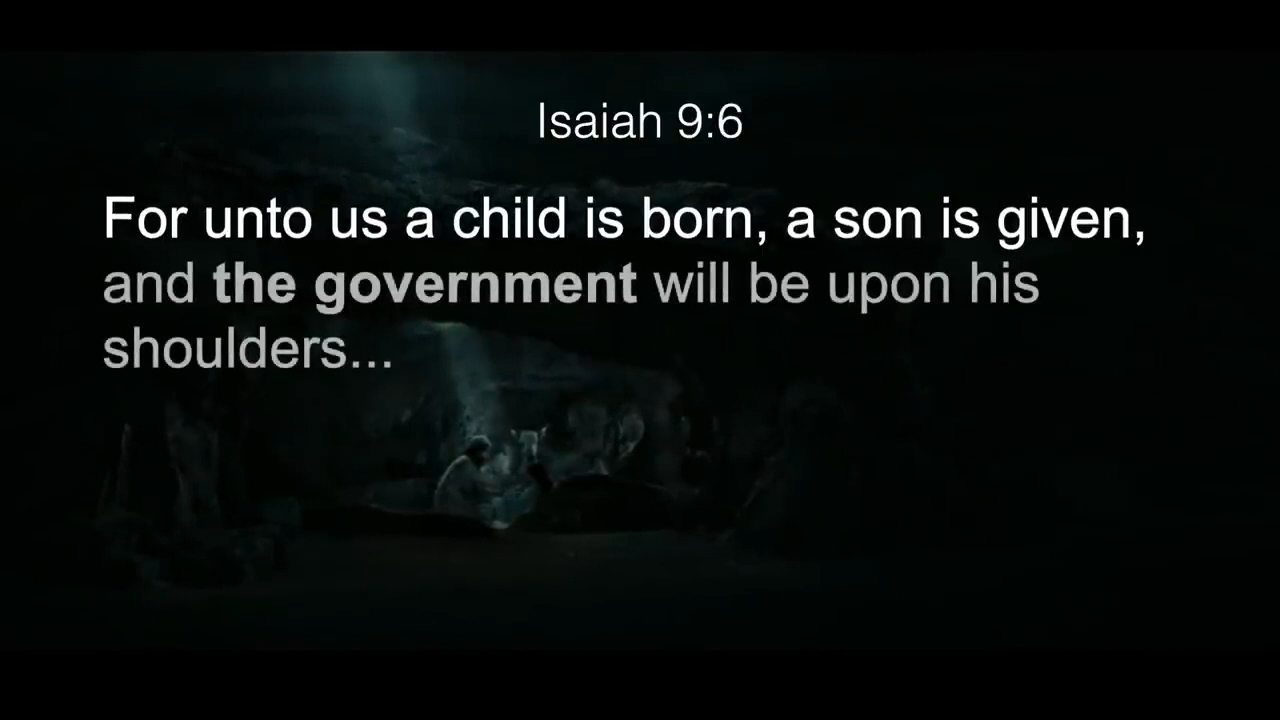 Isaiah 9:6
For unto us a child is born, a son is given,
and the government will be upon his
shoulders...